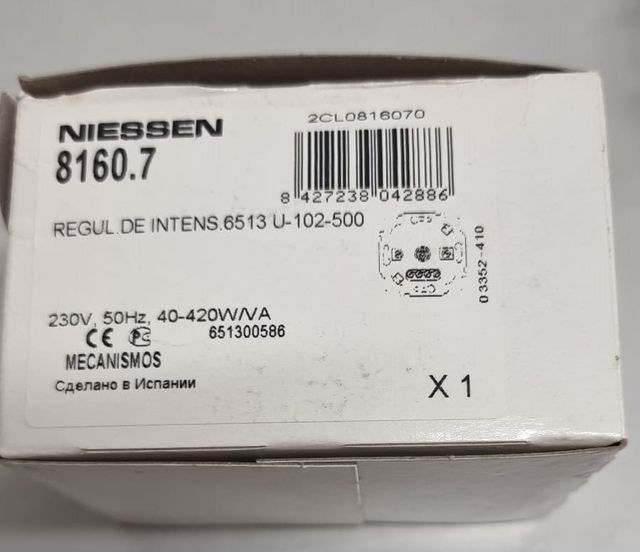 NIESSEN
8160.7
2CL0816070
8 427238 042886
REGUL.DE INTENS.6513 U-102-500
03352-410
230V, 50Hz, 40-420W/VA
CE
651300586
MECANISMOS
Сделано в Испании
X 1